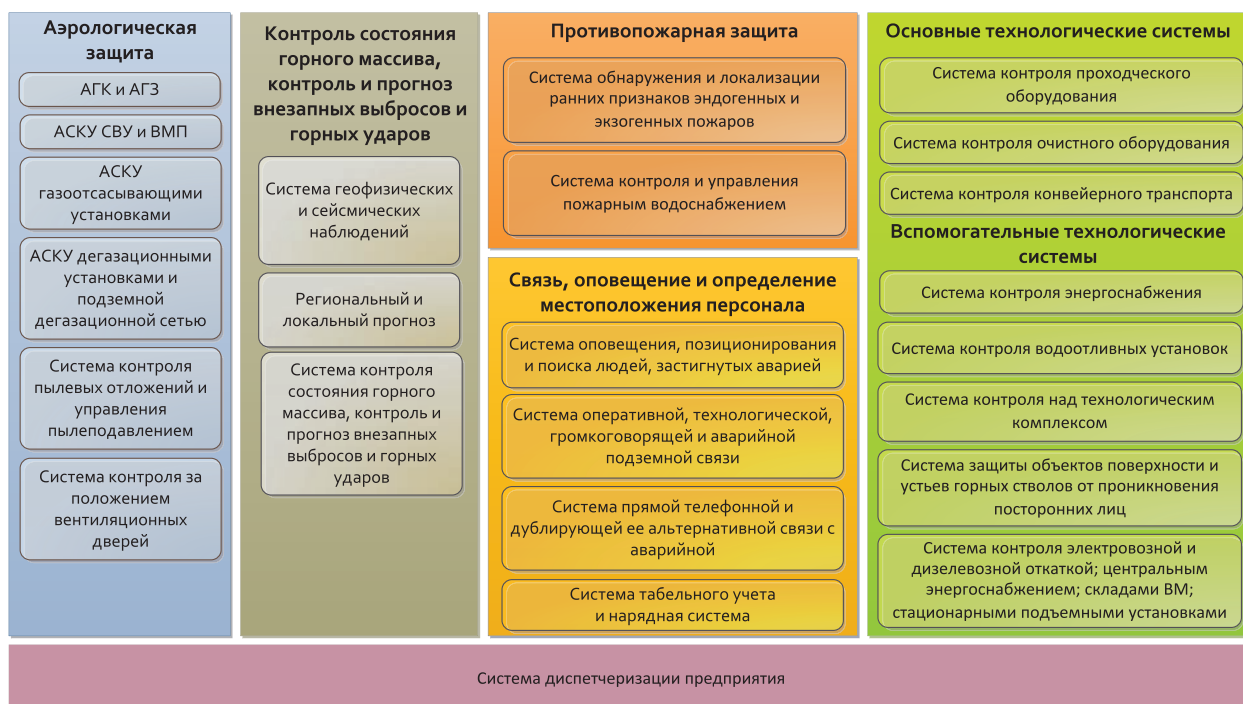 Аэрологическая
защита
АГК и АГЗ
АСКУ СВУ и ВМП
АСКУ
газоотсасывающими
установками
АСКУ дегазационными
установками и
подземной
дегазационной сетью
Система контроля
пылевых отложений и
управления
пылеподавлением
Система контроля за
положением
вентиляционных
дверей
Контроль состояния
горного массива,
контроль и прогноз
внезапных выбросов и
горных ударов
Система геофизических
и сейсмических
наблюдений
Региональный и
локальный прогноз
Система контроля
состояния горного
массива, контроль и
прогноз внезапных
выбросов и горных
ударов
Противопожарная защита
Система обнаружения и локализации
ранних признаков эндогенных и
экзогенных пожаров
Система контроля и управления
пожарным водоснабжением
Связь, оповещение и определение
местоположения персонала
Система оповещения, позиционирования
и поиска людей, застигнутых аварией
Система оперативной, технологической,
громкоговорящей и аварийной
подземной связи
Система прямой телефонной и
дублирующей ее альтернативной связи с
аварийной
Система табельного учета
и нарядная система
Основные технологические системы
Система контроля проходческого
оборудования
Система контроля очистного оборудования
Система контроля конвейерного транспорта
Вспомогательные технологические
системы
Система контроля энергоснабжения
Система контроля водоотливных установок
Система контроля над технологическим
комплексом
Система защиты объектов поверхности и
устьев горных стволов от проникновения
посторонних лиц
Система контроля электровозной и
дизелевозной откаткой; центральным
энергоснабжением; складами ВМ;
стационарными подъемными установками
Система диспетчеризации предприятия